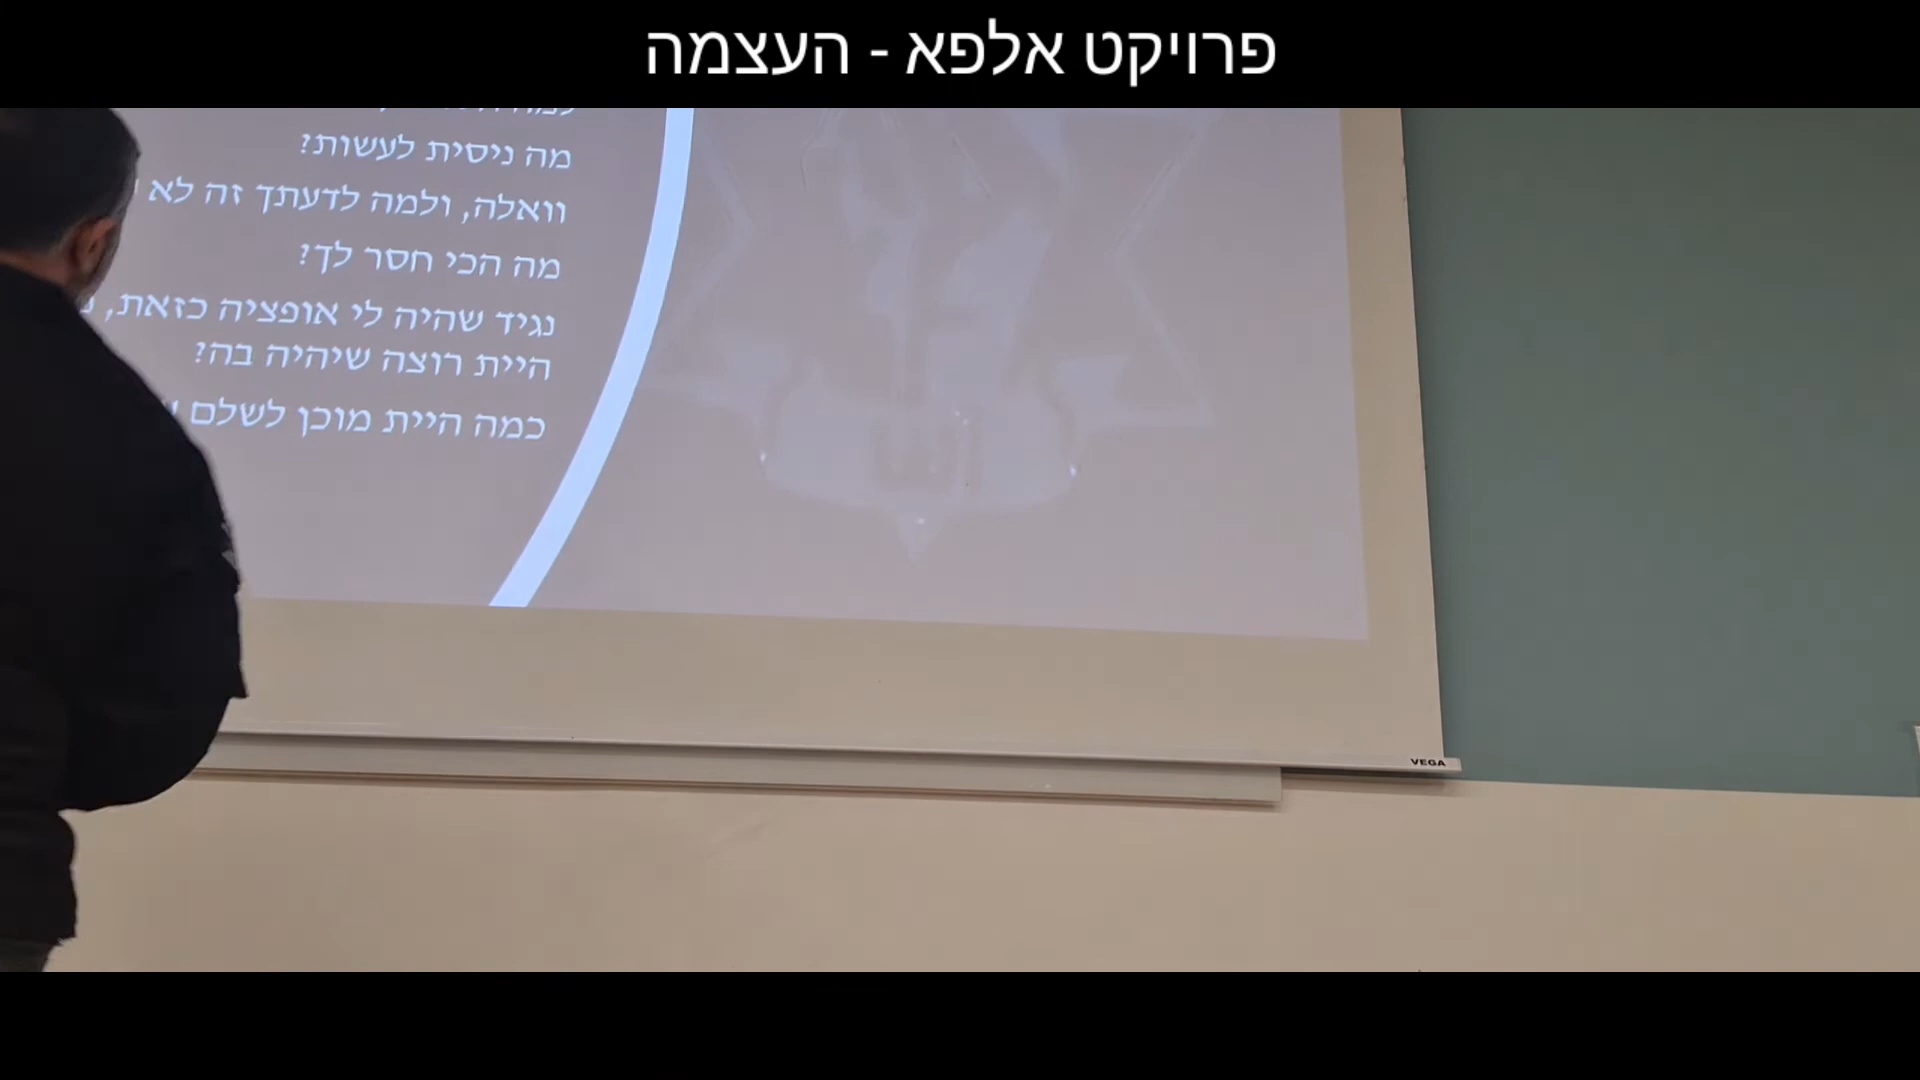 פרויקט אלפא - העצמה
מה ניסית לעשות?
וואלה, ולמה לדעתך זה לא
מה הכי חסר לך?
נגיד שהיה לי אופציה כזאת,
היית רוצה שיהיה בה?
כמה היית מוכן לשלם
VEGA